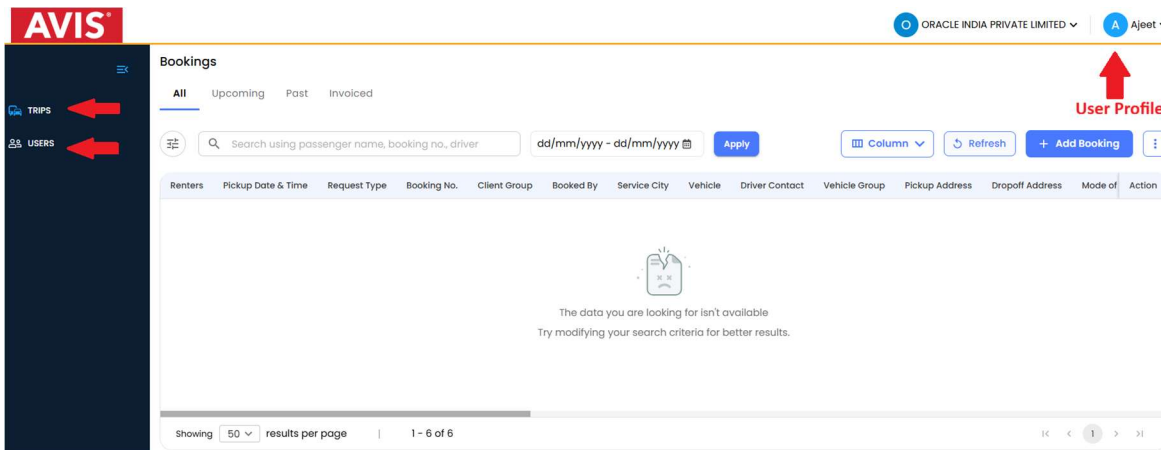 AVIS
O ORACLE INDIA PRIVATE LIMITED
A Ajeet
Bookings
All Upcoming Past Invoiced
User Profile
TRIPS
USERS
Search using passenger name, booking no., driver
dd/mm/yyyy - dd/mm/yyyy
Apply
Column
Refresh
+ Add Booking
Renters Pickup Date & Time Request Type Booking No. Client Group Booked By Service City Vehicle Driver Contact Vehicle Group Pickup Address Dropoff Address Mode of Action
The data you are looking for isn't available
Try modifying your search criteria for better results.
Showing 50 results per page | 1 - 6 of 6
1